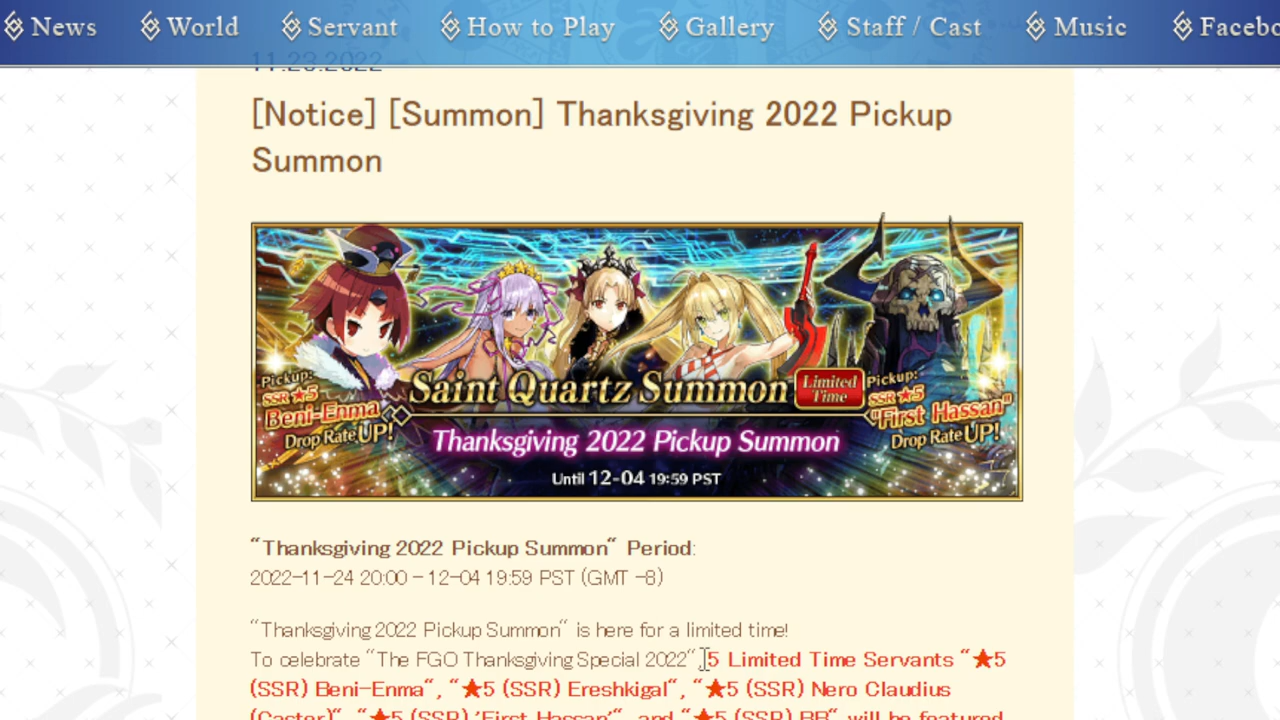 News World Servant How to Play Gallery Staff / Cast Music Facebo
11.23.2022
[Notice] [Summon] Thanksgiving 2022 Pickup
Summon
Pickup:
SSR ★5
Beni-Enma
Drop Rate UP!
Saint Quartz Summon
Limited
Time
Pickup:
SSR ★5
"First Hassan"
Drop Rate UP!
Thanksgiving 2022 Pickup Summon
Until 12-04 19:59 PST
"Thanksgiving 2022 Pickup Summon" Period:
2022-11-24 20:00 - 12-04 19:59 PST (GMT -8)
"Thanksgiving 2022 Pickup Summon" is here for a limited time!
To celebrate "The FGO Thanksgiving Special 2022", 5 Limited Time Servants "★5
(SSR) Beni-Enma", "★5 (SSR) Ereshkigal", "★5 (SSR) Nero Claudius
(Caster)", "★5 (SSR) 'First Hassan'", and "★5 (SSR) BB" will be featured